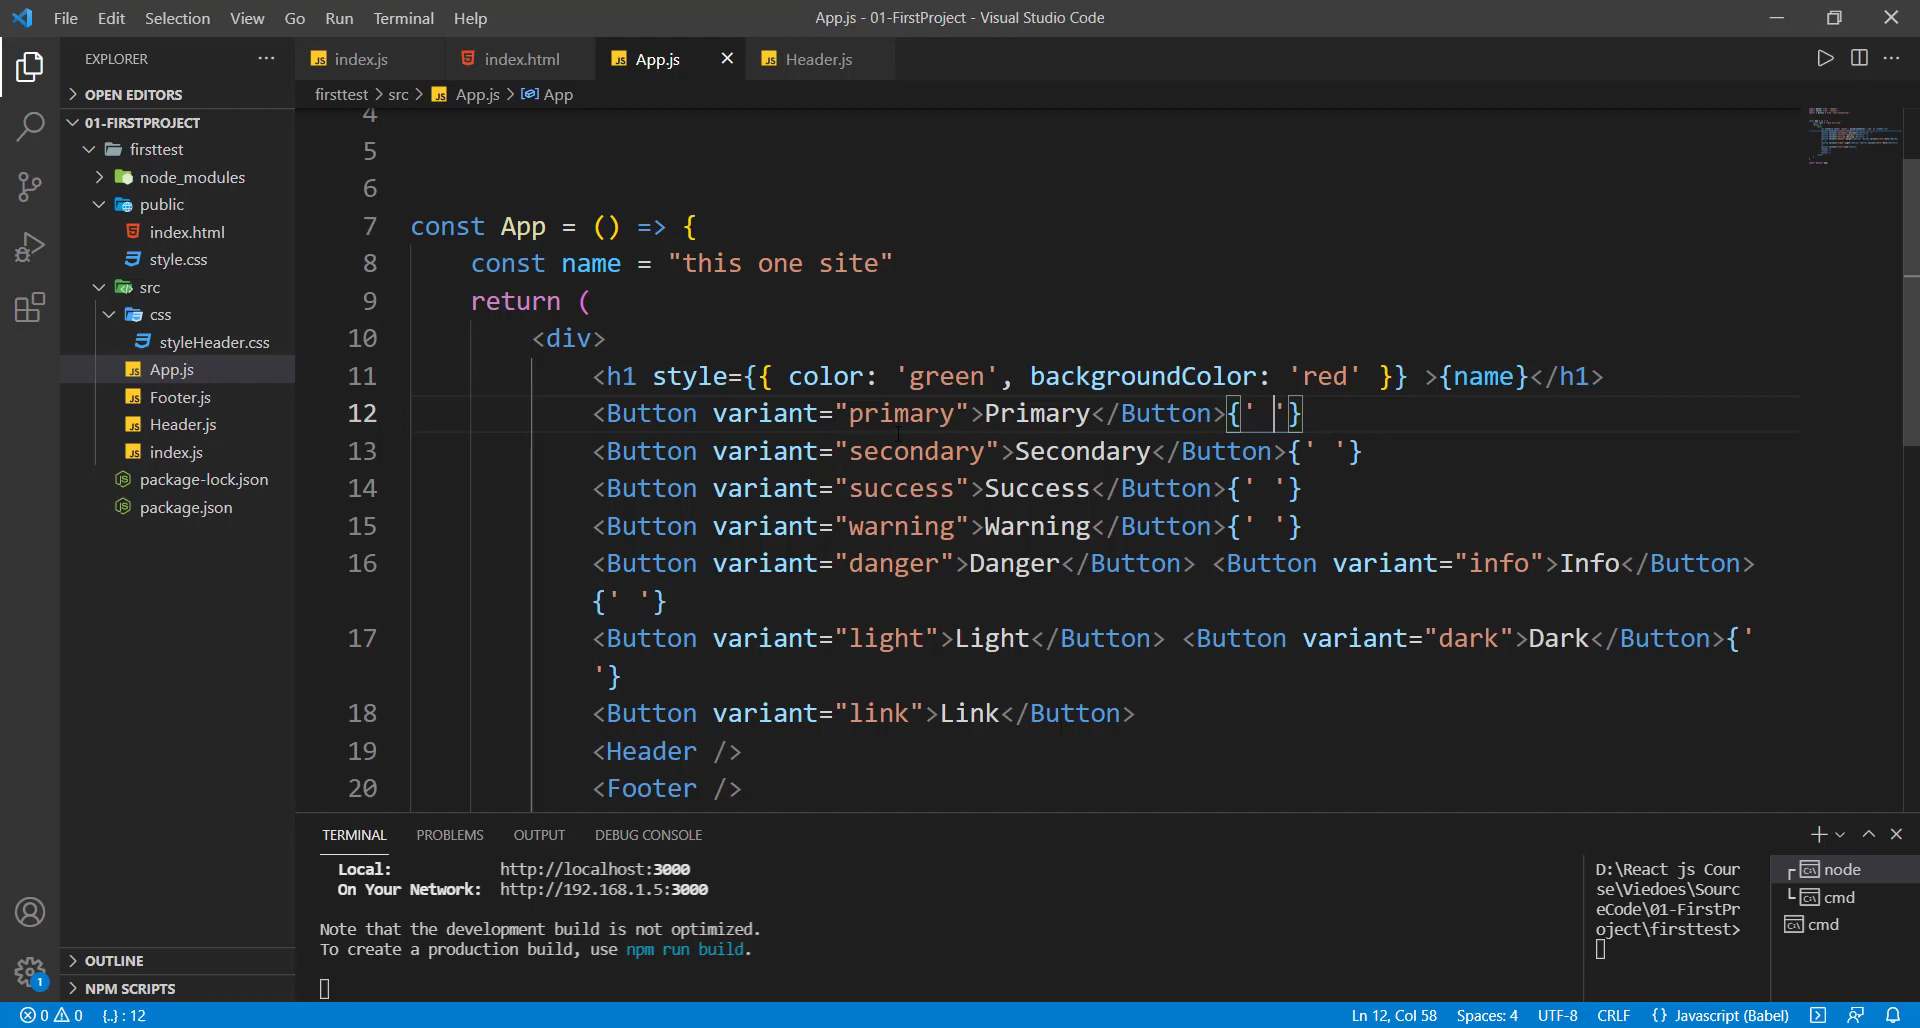 File Edit Selection View Go Run Terminal Help
App.js - 01-FirstProject - Visual Studio Code
EXPLORER
index.js
index.html
App.js
Header.js
OPEN EDITORS
firsttest > src > App.js > App
01-FIRSTPROJECT
firsttest
node_modules
public
index.html
style.css
src
css
styleHeader.css
App.js
Footer.js
Header.js
index.js
package-lock.json
package.json
OUTLINE
NPM SCRIPTS
4
5
6
7 const App = () => {
8 const name = "this one site"
9 return (
10 <div>
11 <h1 style={{ color: 'green', backgroundColor: 'red' }} >{name}</h1>
12 <Button variant="primary">Primary</Button>{' '}
13 <Button variant="secondary">Secondary</Button>{' '}
14 <Button variant="success">Success</Button>{' '}
15 <Button variant="warning">Warning</Button>{' '}
16 <Button variant="danger">Danger</Button> <Button variant="info">Info</Button>
{' '}
17 <Button variant="light">Light</Button> <Button variant="dark">Dark</Button>{'
'}
18 <Button variant="link">Link</Button>
19 <Header />
20 <Footer />
TERMINAL PROBLEMS OUTPUT DEBUG CONSOLE
Local: http://localhost:3000
On Your Network: http://192.168.1.5:3000
Note that the development build is not optimized.
To create a production build, use npm run build.
D:\React js Cour
se\Viedoes\Sourc
eCode\01-FirstPr
oject\firsttest>
node
cmd
cmd
1
0 0 {..} : 12
Ln 12, Col 58 Spaces: 4 UTF-8 CRLF {} Javascript (Babel)